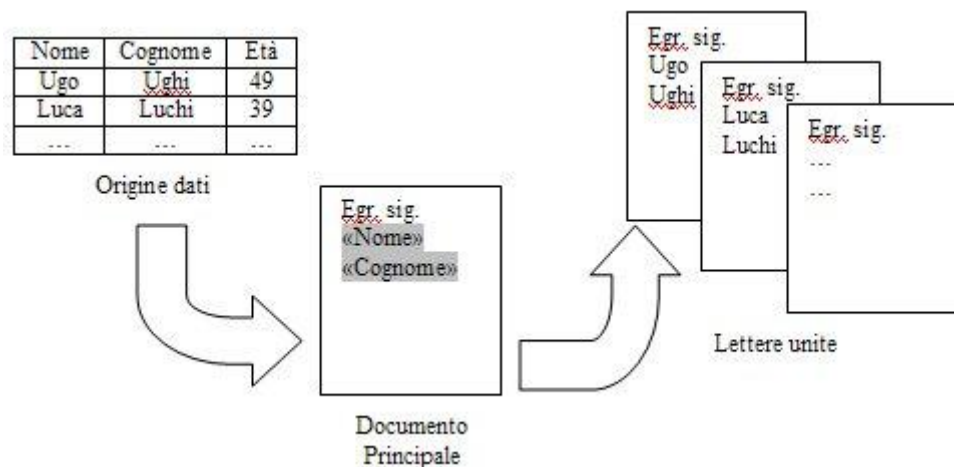 Nome Cognome Età
Ugo Ughi 49
Luca Luchi 39
... ... ...
Origine dati
Egr. sig.
«Nome»
«Cognome»
Documento
Principale
Egr. sig.
Ugo
Ughi
Egr. sig.
Luca
Luchi
Egr. sig.
...
...
Lettere unite